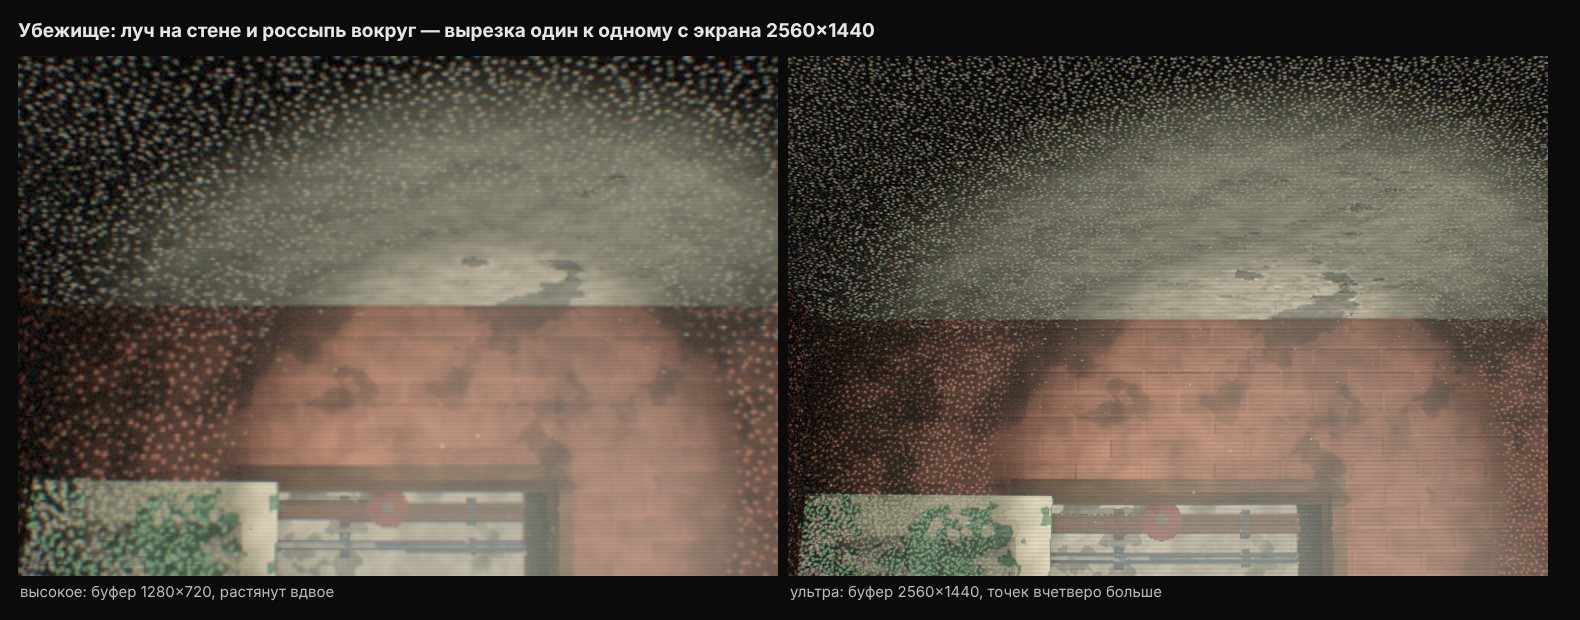 Убежище: луч на стене и россыпь вокруг — вырезка один к одному с экрана 2560×1440
высокое: буфер 1280×720, растянут вдвое
ультра: буфер 2560×1440, точек вчетверо больше